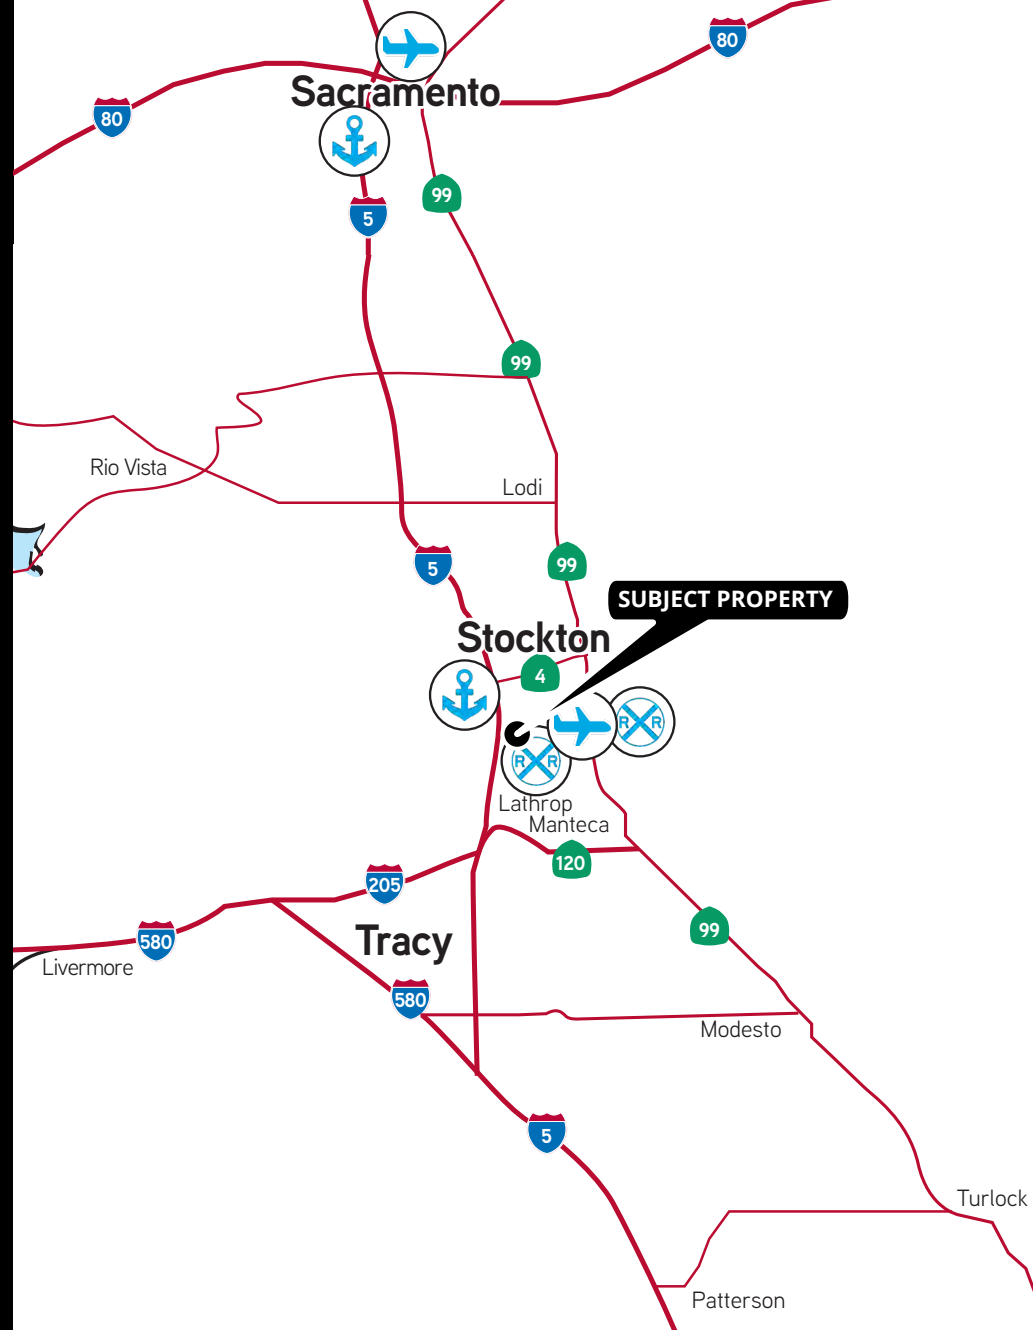 80
Sacramento
80
99
5
99
Rio Vista
Lodi
5
99
SUBJECT PROPERTY
Stockton
4
R R
R R
Lathrop
Manteca
120
205
99
580
Tracy
Livermore
580
Modesto
5
Turlock
Patterson